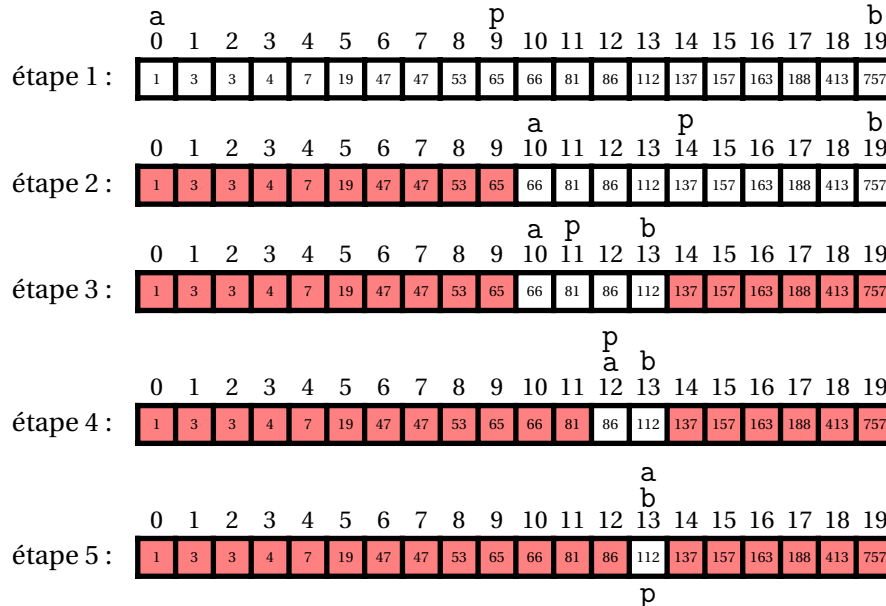 a p b
0 1 2 3 4 5 6 7 8 9 10 11 12 13 14 15 16 17 18 19
étape 1 : 1 3 3 4 7 19 47 47 53 65 66 81 86 112 137 157 163 188 413 757
a p b
0 1 2 3 4 5 6 7 8 9 10 11 12 13 14 15 16 17 18 19
étape 2 : 1 3 3 4 7 19 47 47 53 65 66 81 86 112 137 157 163 188 413 757
a p b
0 1 2 3 4 5 6 7 8 9 10 11 12 13 14 15 16 17 18 19
étape 3 : 1 3 3 4 7 19 47 47 53 65 66 81 86 112 137 157 163 188 413 757
p
a b
0 1 2 3 4 5 6 7 8 9 10 11 12 13 14 15 16 17 18 19
étape 4 : 1 3 3 4 7 19 47 47 53 65 66 81 86 112 137 157 163 188 413 757
a
b
0 1 2 3 4 5 6 7 8 9 10 11 12 13 14 15 16 17 18 19
étape 5 : 1 3 3 4 7 19 47 47 53 65 66 81 86 112 137 157 163 188 413 757
p